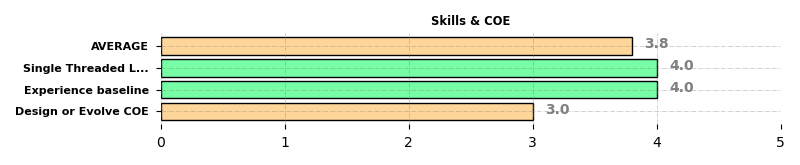 Skills & COE
AVERAGE 3.8
Single Threaded L... 4.0
Experience baseline 4.0
Design or Evolve COE 3.0
0 1 2 3 4 5